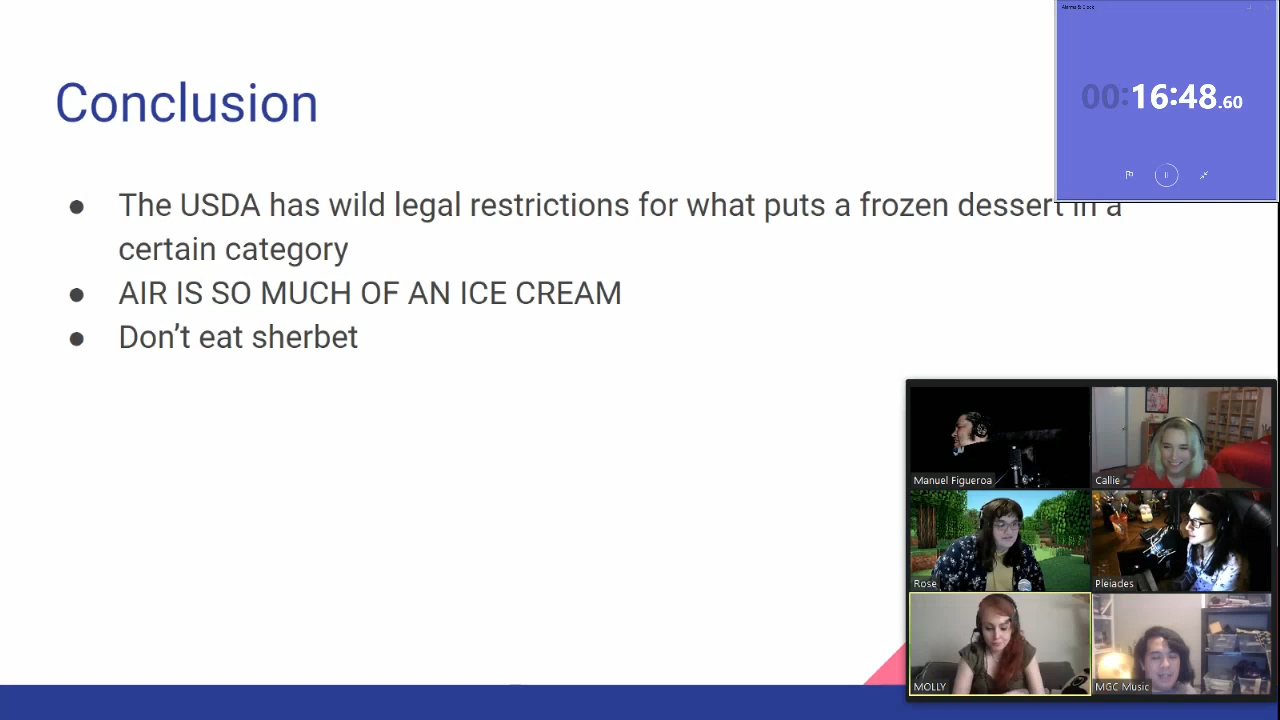 Conclusion
Alarms & Clock
00:16:48.60
● The USDA has wild legal restrictions for what puts a frozen dessert in a
certain category
● AIR IS SO MUCH OF AN ICE CREAM
● Don't eat sherbet
Manuel Figueroa
Callie
Rose
Pleiades
MOLLY
MGC Music